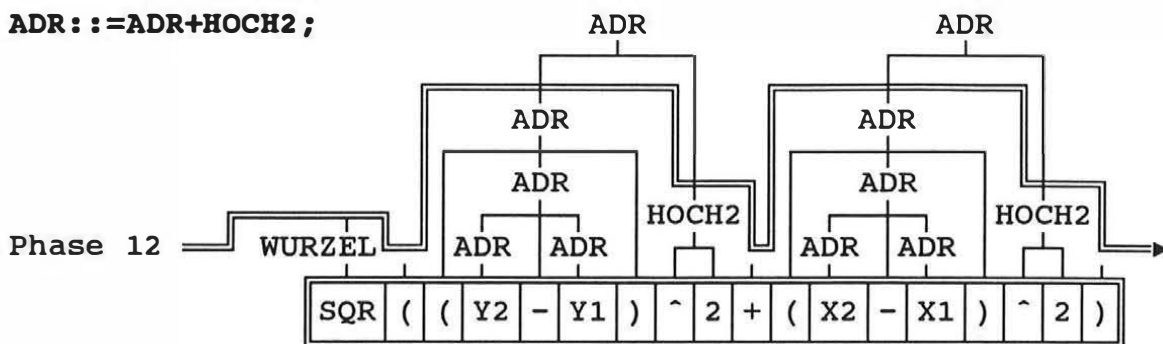 ADR::=ADR+HOCH2;
ADR ADR
ADR ADR
ADR ADR
HOCH2 HOCH2
Phase 12 WURZEL ADR ADR ADR ADR
SQR ( ( Y2 - Y1 ) ^ 2 + ( X2 - X1 ) ^ 2 )